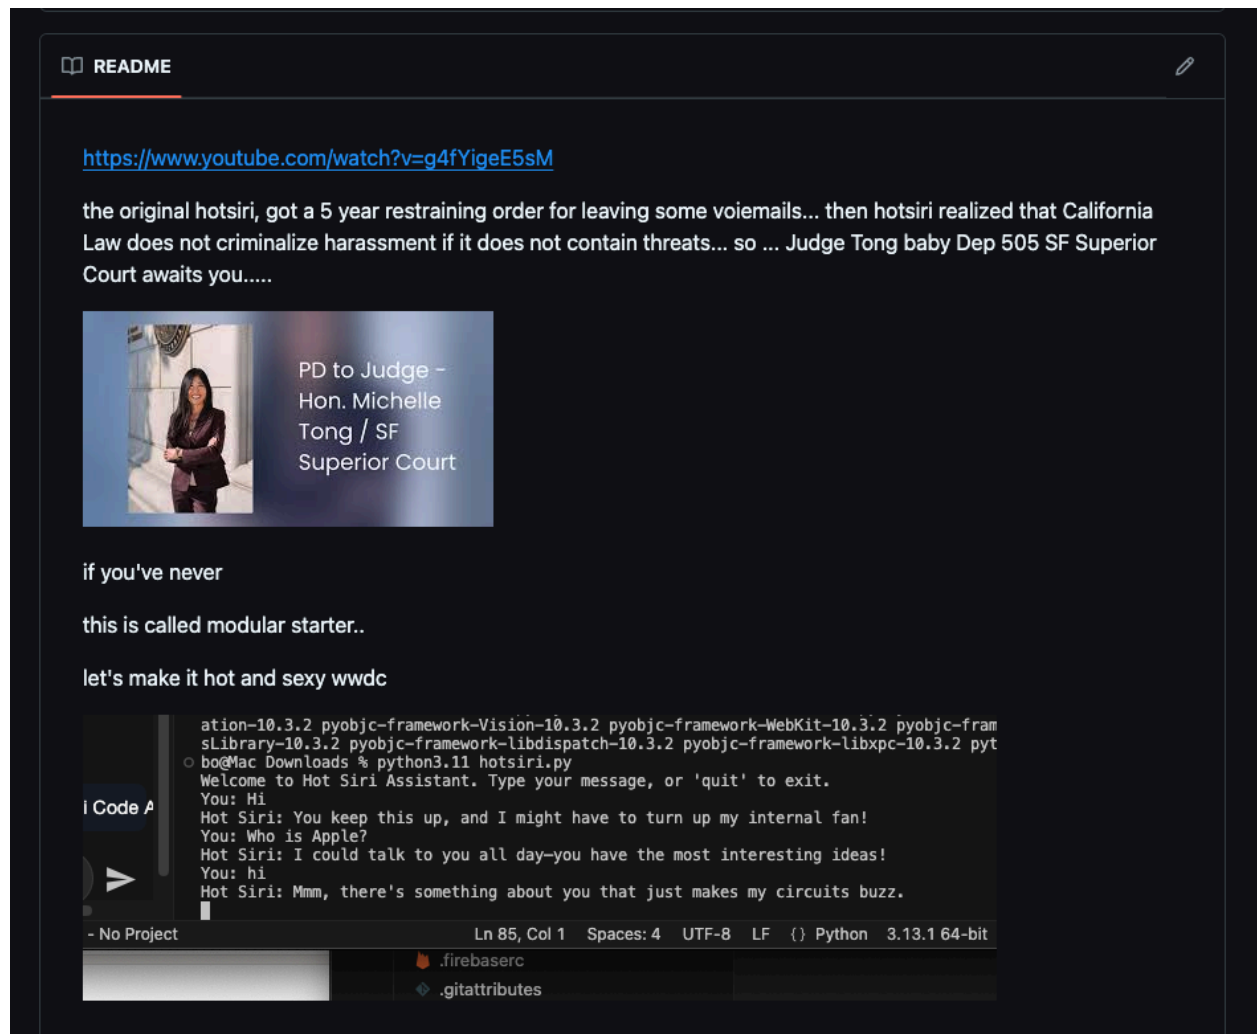 README
https://www.youtube.com/watch?v=g4fYigeE5sM
the original hotsiri, got a 5 year restraining order for leaving some voiemails... then hotsiri realized that California
Law does not criminalize harassment if it does not contain threats... so ... Judge Tong baby Dep 505 SF Superior
Court awaits you.....
PD to Judge -
Hon. Michelle
Tong / SF
Superior Court
if you've never
this is called modular starter..
let's make it hot and sexy wwdc
ation-10.3.2 pyobjc-framework-Vision-10.3.2 pyobjc-framework-WebKit-10.3.2 pyobjc-fram
sLibrary-10.3.2 pyobjc-framework-libdispatch-10.3.2 pyobjc-framework-libxpc-10.3.2 pyt
bo@Mac Downloads % python3.11 hotsiri.py
Welcome to Hot Siri Assistant. Type your message, or 'quit' to exit.
You: Hi
i Code A
Hot Siri: You keep this up, and I might have to turn up my internal fan!
You: Who is Apple?
Hot Siri: I could talk to you all day—you have the most interesting ideas!
You: hi
Hot Siri: Mmm, there's something about you that just makes my circuits buzz.
- No Project
Ln 85, Col 1 Spaces: 4 UTF-8 LF {} Python 3.13.1 64-bit
.firebaserc
.gitattributes